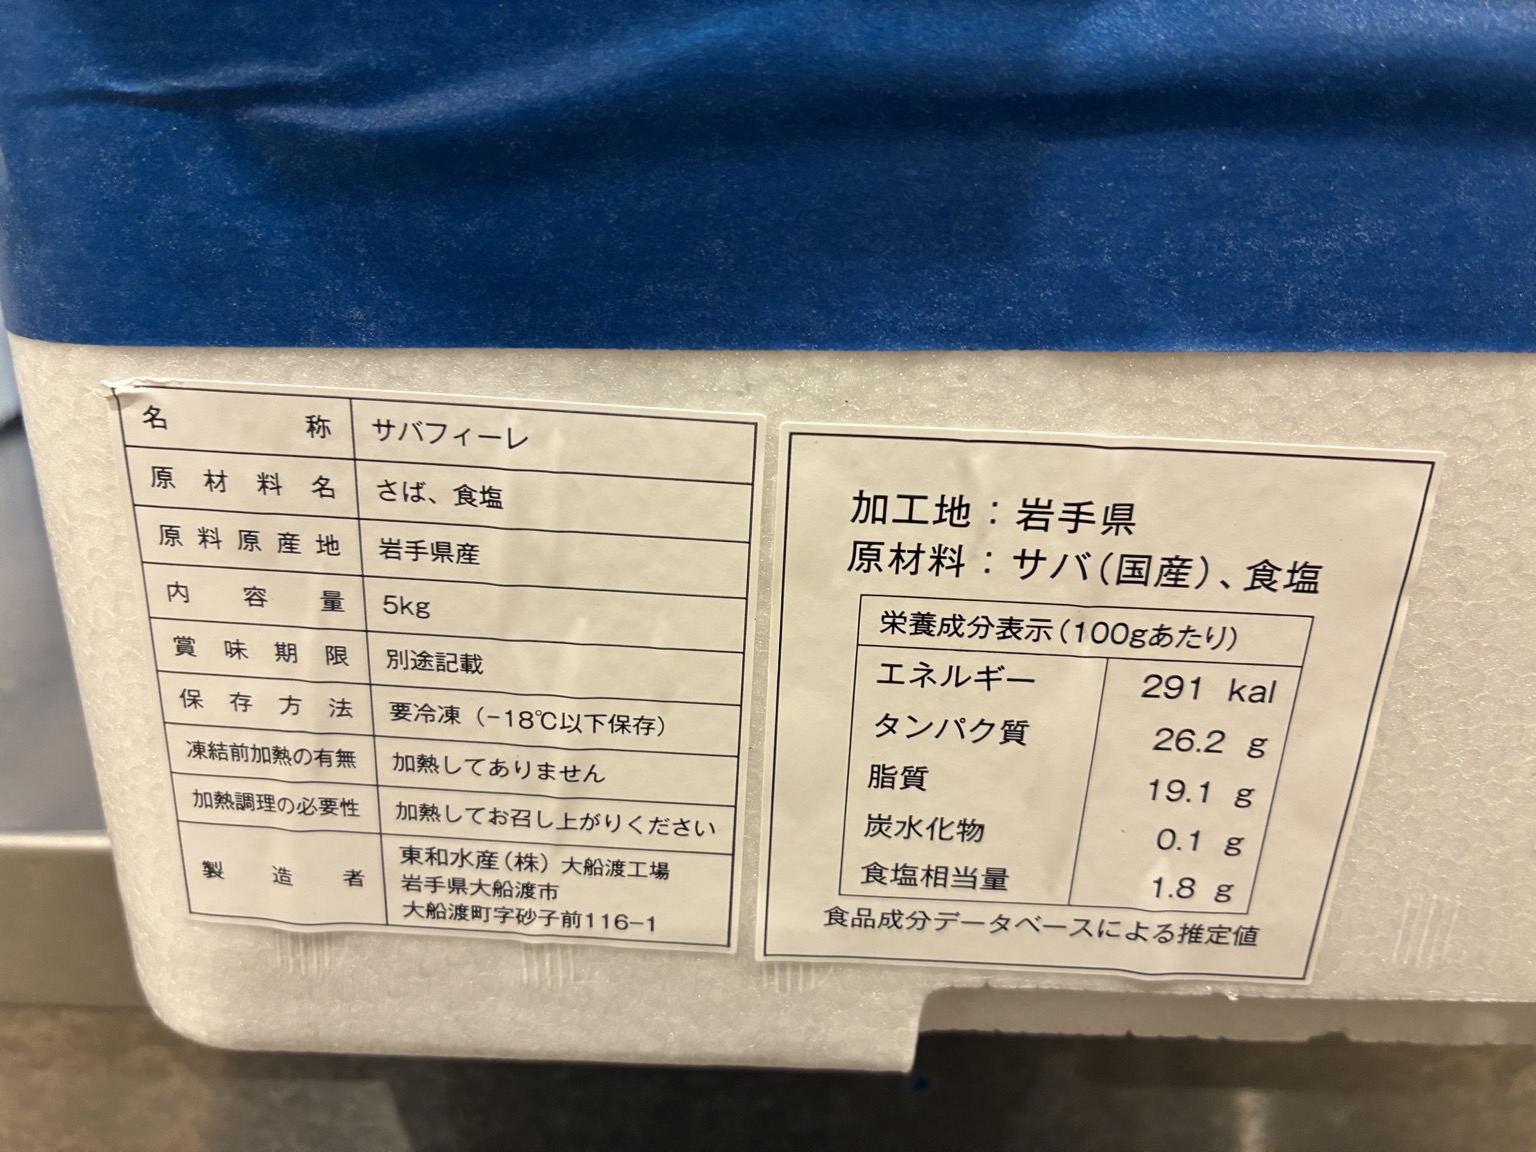 名称 サバフィーレ
原材料名 さば、食塩
原料原産地 岩手県産
内容量 5kg
賞味期限 別途記載
保存方法 要冷凍（-18℃以下保存）
凍結前加熱の有無 加熱してありません
加熱調理の必要性 加熱してお召し上がりください
製造者 東和水産（株）大船渡工場
岩手県大船渡市
大船渡町字砂子前116-1
加工地：岩手県
原材料：サバ（国産）、食塩
栄養成分表示（100gあたり）
エネルギー 291 kal
タンパク質 26.2 g
脂質 19.1 g
炭水化物 0.1 g
食塩相当量 1.8 g
食品成分データベースによる推定値